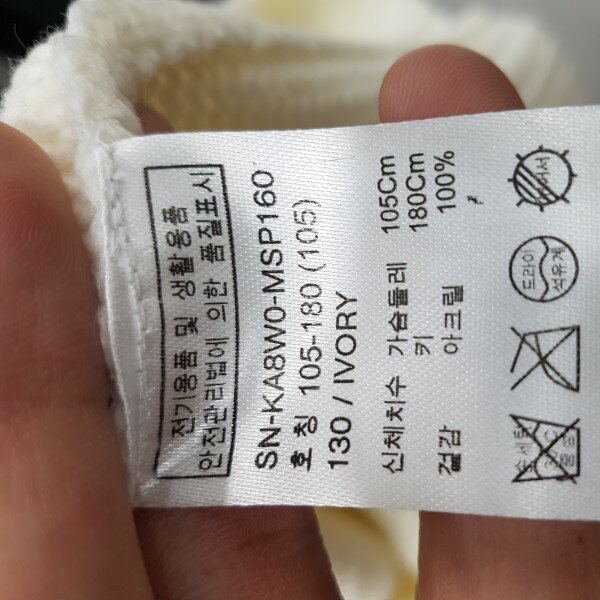 전기용품 및 생활용품
안전관리법에 의한 품질표시
SN-KA8W0-MSP160
호칭 105-180 (105)
130 / IVORY
신체치수 가슴둘레 105Cm
키 180Cm
겉감 아크릴 100%
드라이
석유계